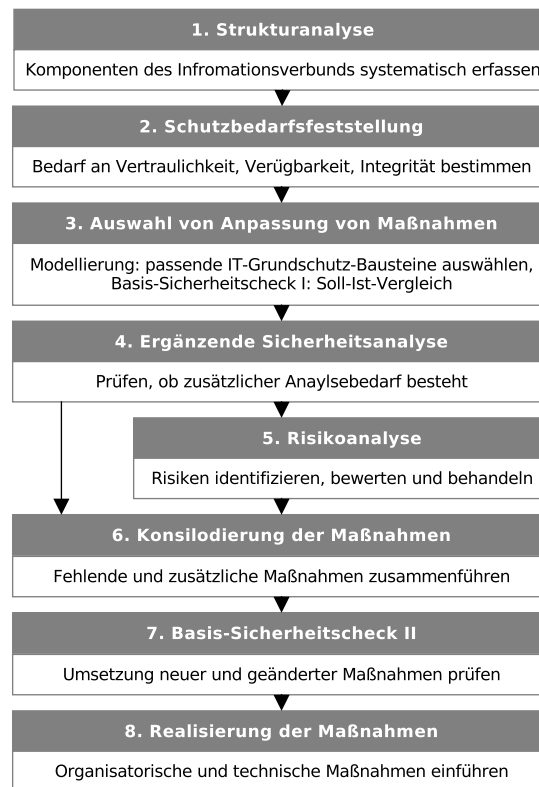 1. Strukturanalyse
Komponenten des Infromationsverbunds systematisch erfassen
2. Schutzbedarfsfeststellung
Bedarf an Vertraulichkeit, Verügbarkeit, Integrität bestimmen
3. Auswahl von Anpassung von Maßnahmen
Modellierung: passende IT-Grundschutz-Bausteine auswählen,
Basis-Sicherheitscheck I: Soll-Ist-Vergleich
4. Ergänzende Sicherheitsanalyse
Prüfen, ob zusätzlicher Anaylsebedarf besteht
5. Risikoanalyse
Risiken identifizieren, bewerten und behandeln
6. Konsilodierung der Maßnahmen
Fehlende und zusätzliche Maßnahmen zusammenführen
7. Basis-Sicherheitscheck II
Umsetzung neuer und geänderter Maßnahmen prüfen
8. Realisierung der Maßnahmen
Organisatorische und technische Maßnahmen einführen